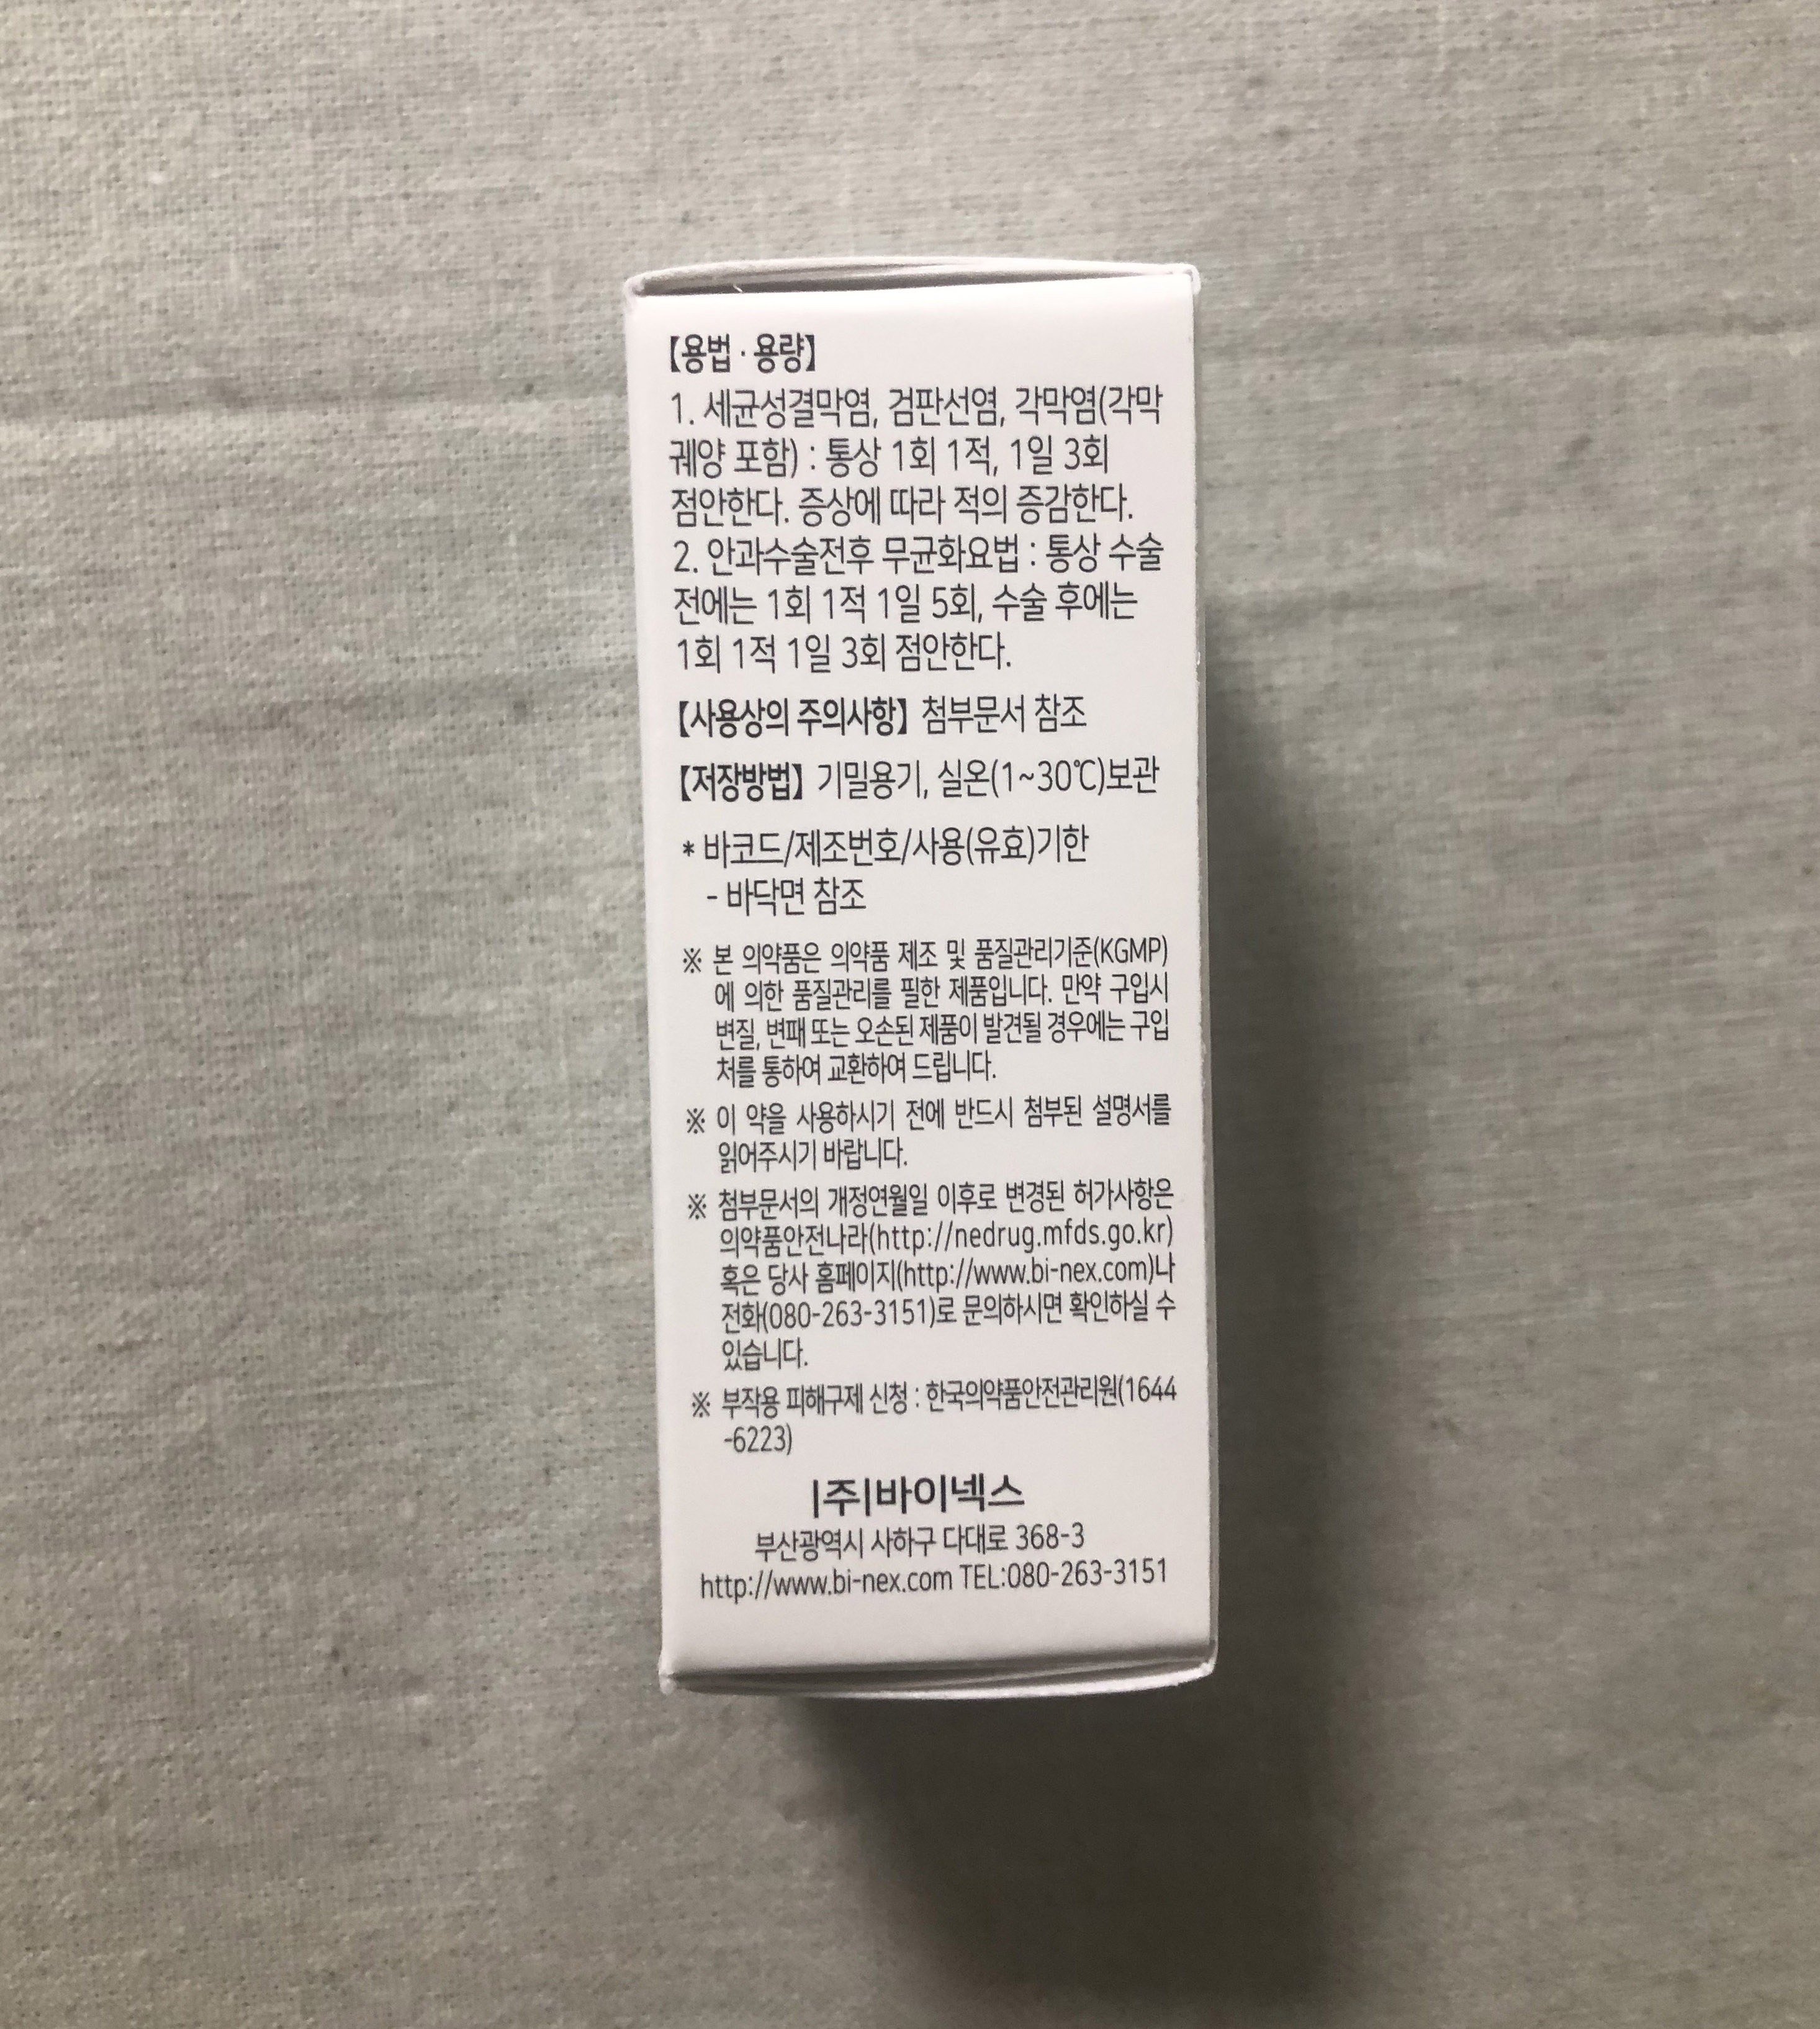 【용법 · 용량】
1. 세균성결막염, 검판선염, 각막염(각막
궤양 포함) : 통상 1회 1적, 1일 3회
점안한다. 증상에 따라 적의 증감한다.
2. 안과수술전후 무균화요법 : 통상 수술
전에는 1회 1적 1일 5회, 수술 후에는
1회 1적 1일 3회 점안한다.
【사용상의 주의사항】 첨부문서 참조
【저장방법】 기밀용기, 실온(1~30℃)보관
* 바코드/제조번호/사용(유효)기한
- 바닥면 참조
※ 본 의약품은 의약품 제조 및 품질관리기준(KGMP)
에 의한 품질관리를 필한 제품입니다. 만약 구입시
변질, 변패 또는 오손된 제품이 발견될 경우에는 구입
처를 통하여 교환하여 드립니다.
※ 이 약을 사용하시기 전에 반드시 첨부된 설명서를
읽어주시기 바랍니다.
※ 첨부문서의 개정연월일 이후로 변경된 허가사항은
의약품안전나라(http://nedrug.mfds.go.kr)
혹은 당사 홈페이지(http://www.bi-nex.com)나
전화(080-263-3151)로 문의하시면 확인하실 수
있습니다.
※ 부작용 피해구제 신청 : 한국의약품안전관리원(1644
-6223)
|주|바이넥스
부산광역시 사하구 다대로 368-3
http://www.bi-nex.com TEL:080-263-3151